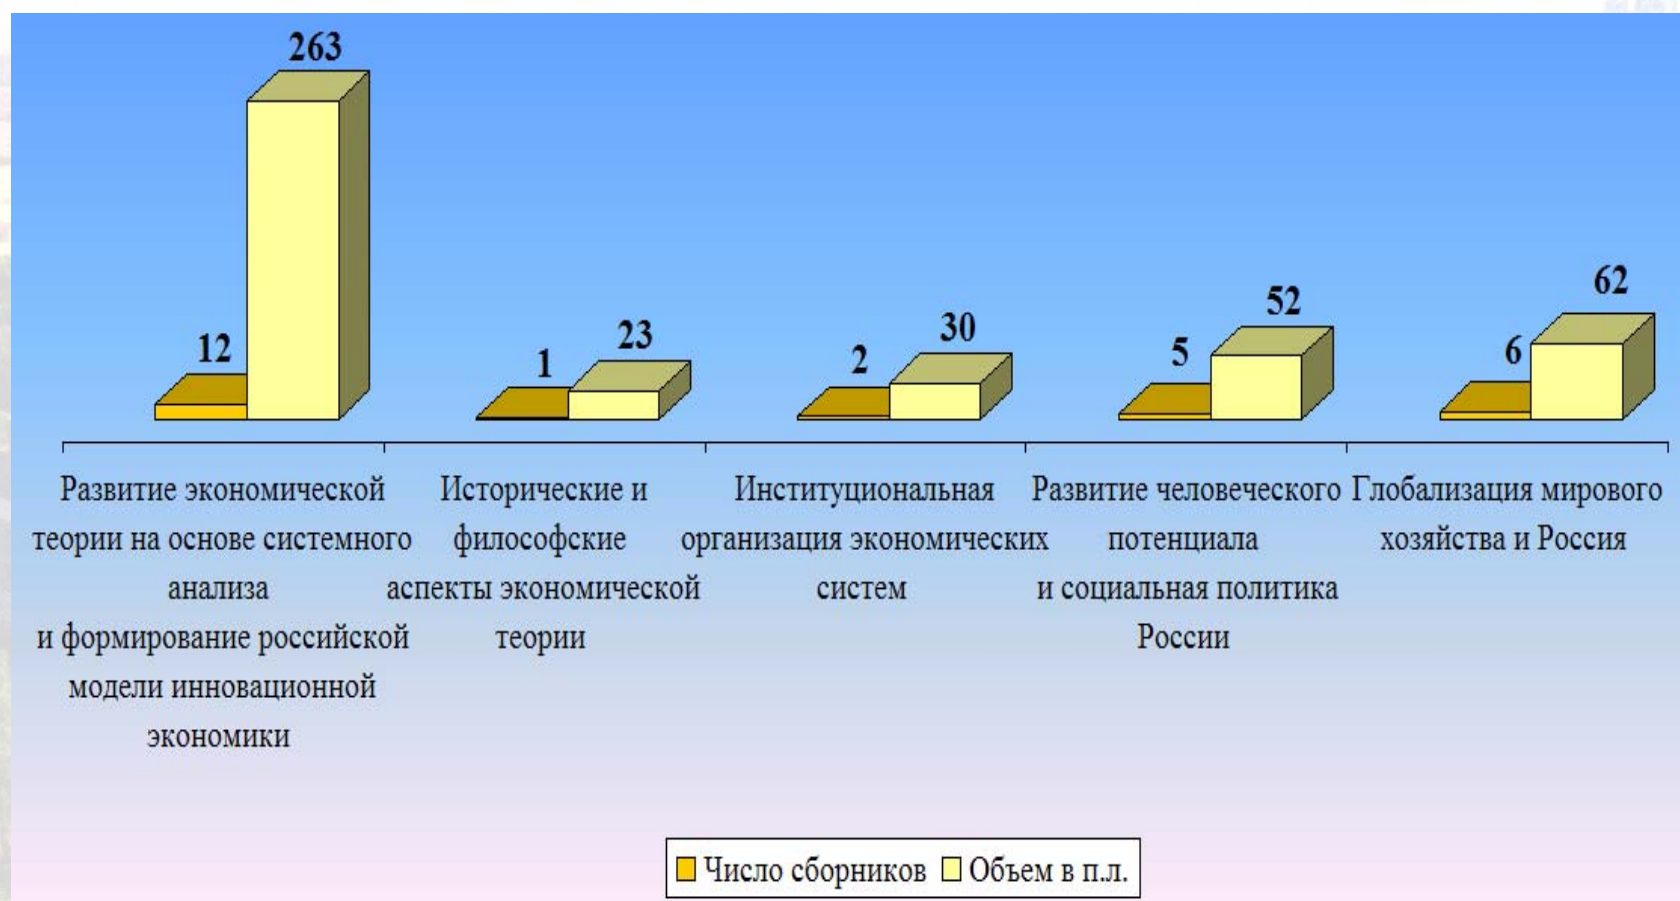 263
12
1
23
2
30
5
52
6
62
Развитие экономической
теории на основе системного
анализа
и формирование российской
модели инновационной
экономики
Исторические и
философские
аспекты экономической
теории
Институциональная
организация экономических
систем
Развитие человеческого
потенциала
и социальная политика
России
Глобализация мирового
хозяйства и Россия
Число сборников Объем в п.л.